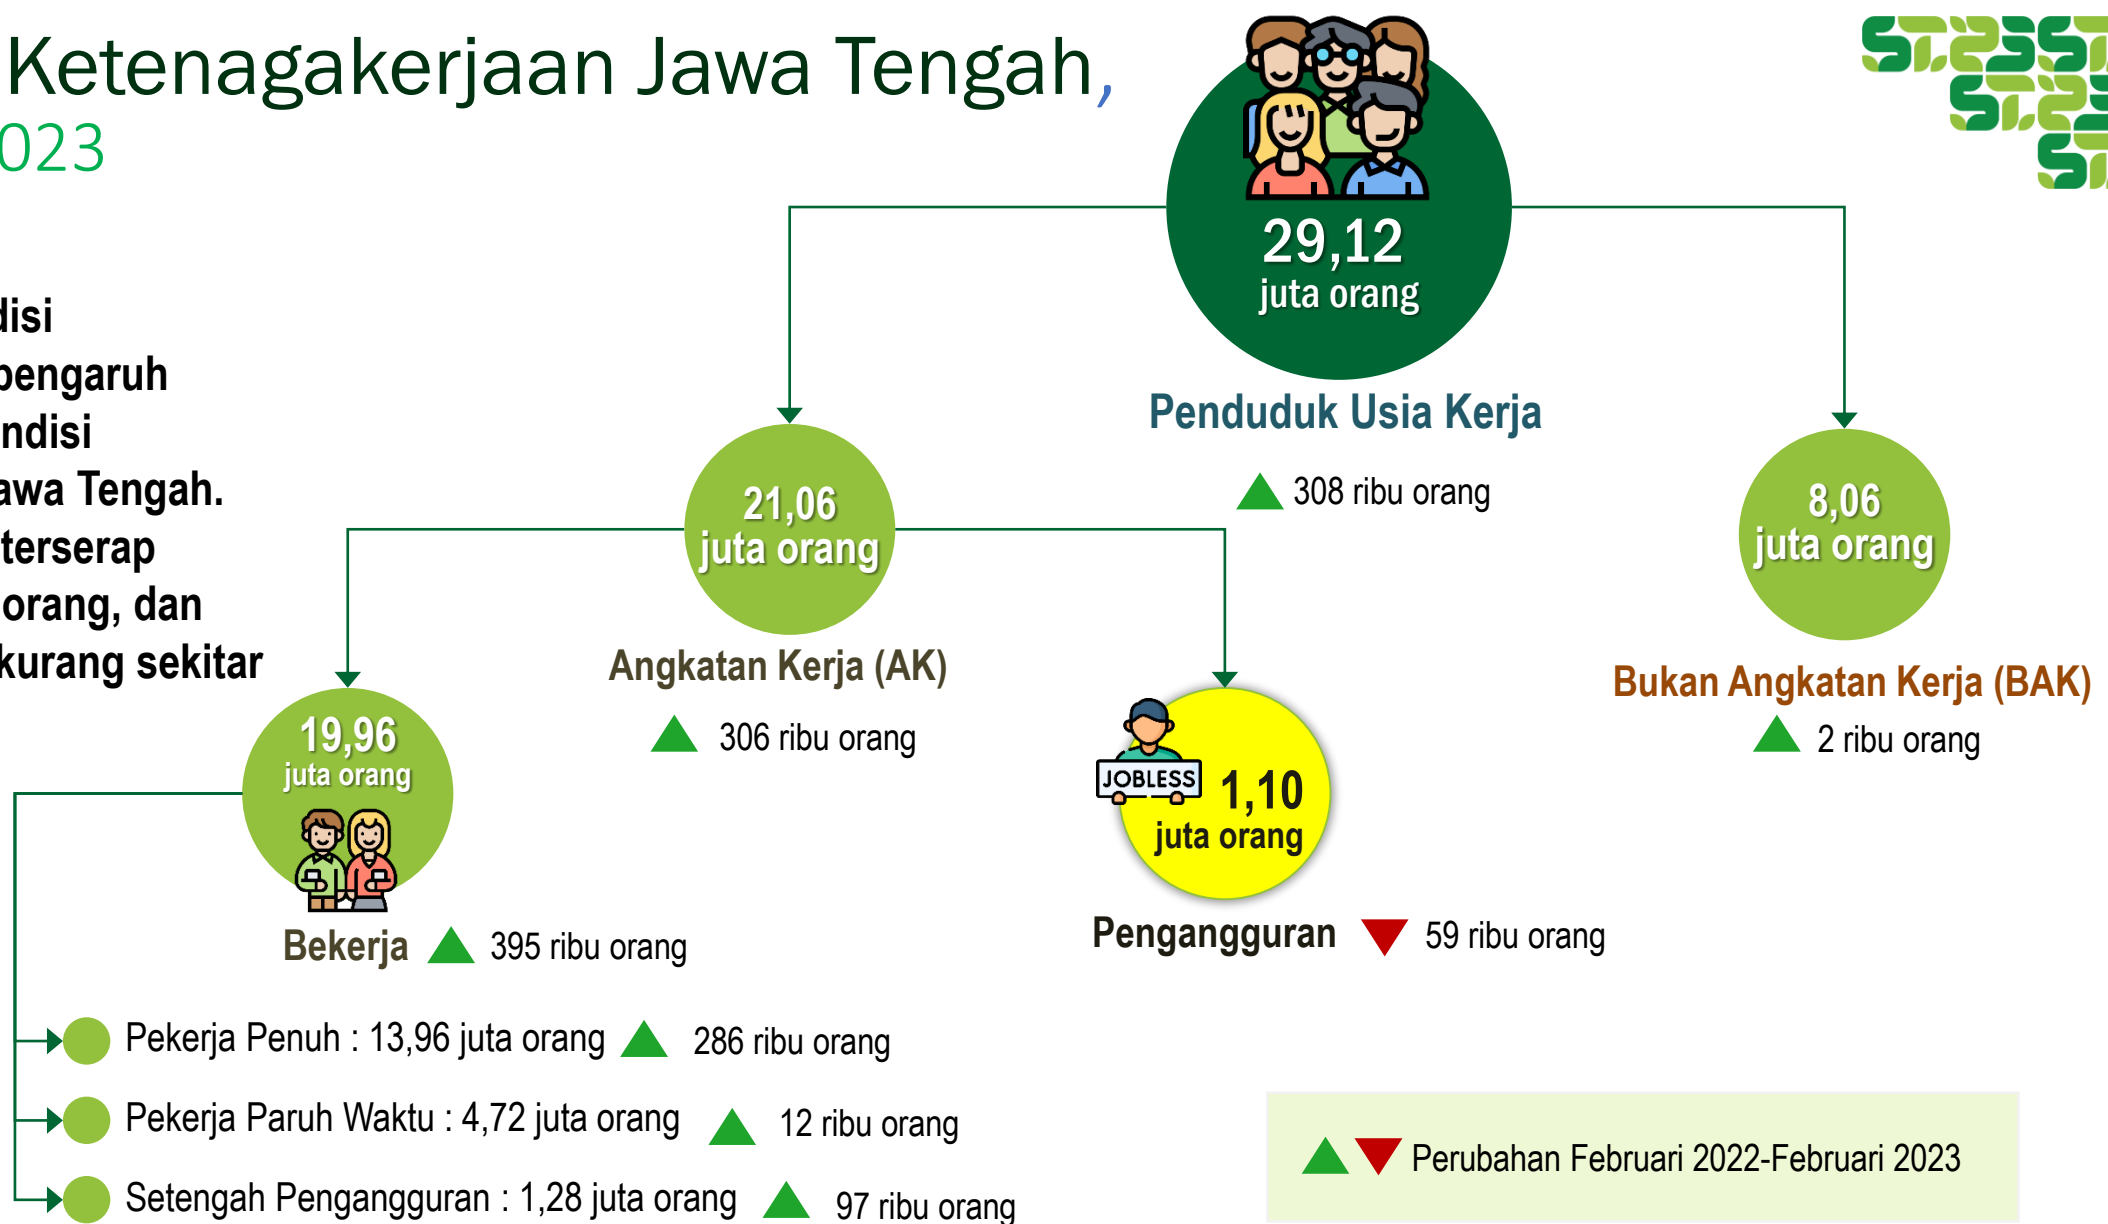 Ketenagakerjaan Jawa Tengah,
023
disi
pengaruh
ndisi
awa Tengah.
terserap
orang, dan
kurang sekitar
29,12
juta orang
Penduduk Usia Kerja
308 ribu orang
21,06
juta orang
Angkatan Kerja (AK)
306 ribu orang
8,06
juta orang
Bukan Angkatan Kerja (BAK)
2 ribu orang
19,96
juta orang
Bekerja
395 ribu orang
JOBLESS
1,10
juta orang
Pengangguran
59 ribu orang
Pekerja Penuh : 13,96 juta orang
286 ribu orang
Pekerja Paruh Waktu : 4,72 juta orang
12 ribu orang
Setengah Pengangguran : 1,28 juta orang
97 ribu orang
Perubahan Februari 2022-Februari 2023